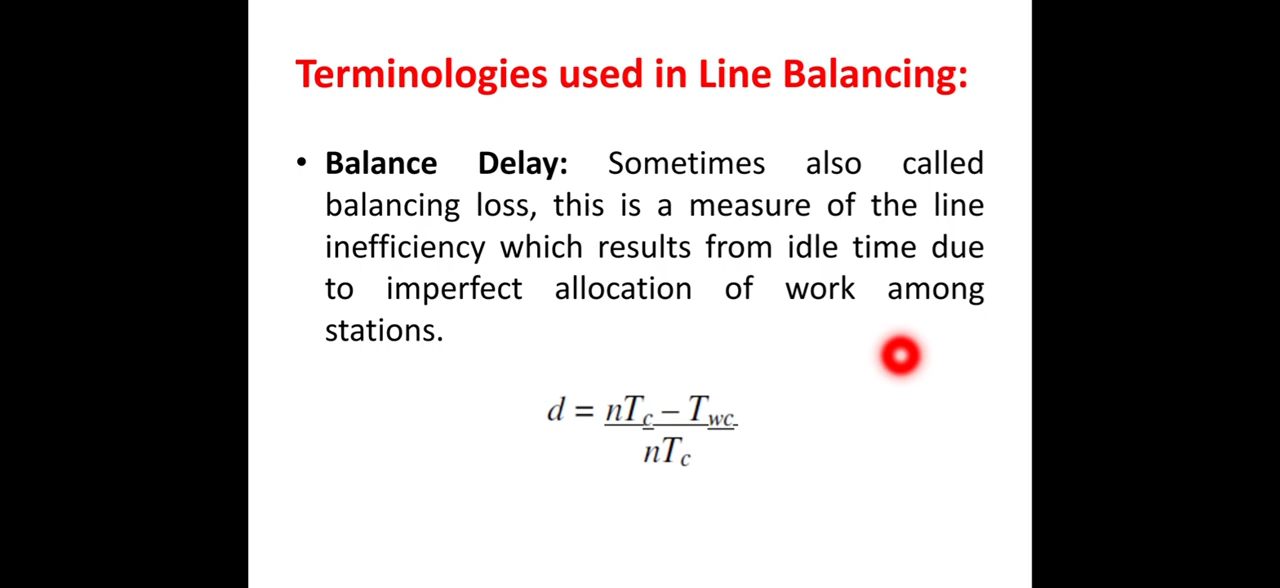 Terminologies used in Line Balancing:
• Balance Delay: Sometimes also called
balancing loss, this is a measure of the line
inefficiency which results from idle time due
to imperfect allocation of work among
stations.
d = nTc – Twc
nTc